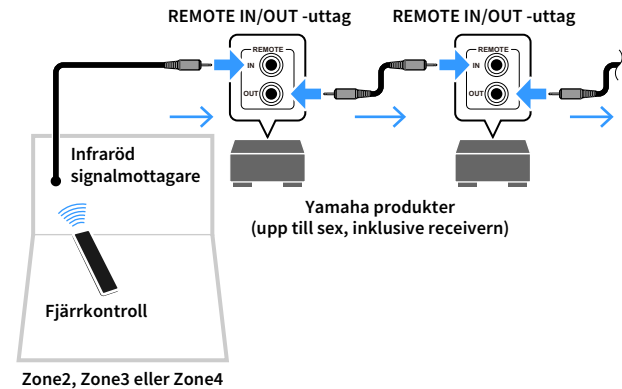 REMOTE IN/OUT -uttag
REMOTE IN/OUT -uttag
REMOTE
IN
OUT
REMOTE
IN
OUT
Infraröd
signalmottagare
Yamaha produkter
(upp till sex, inklusive receivern)
Fjärrkontroll
Zone2, Zone3 eller Zone4